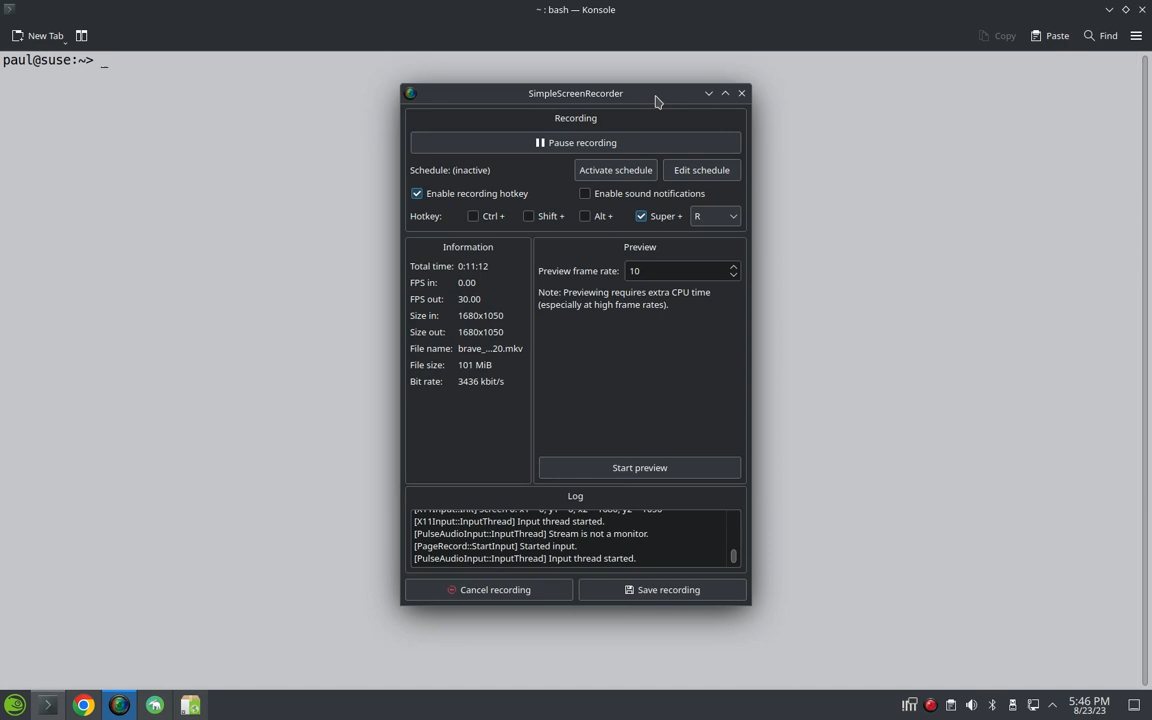 ~ : bash — Konsole
New Tab
Copy
Paste
Find
paul@suse:~> _
SimpleScreenRecorder
Recording
Pause recording
Schedule: (inactive)
Activate schedule
Edit schedule
Enable recording hotkey
Enable sound notifications
Hotkey:
Ctrl +
Shift +
Alt +
Super +
R
Information
Total time: 0:11:12
FPS in: 0.00
FPS out: 30.00
Size in: 1680x1050
Size out: 1680x1050
File name: brave_...20.mkv
File size: 101 MiB
Bit rate: 3436 kbit/s
Preview
Preview frame rate: 10
Note: Previewing requires extra CPU time
(especially at high frame rates).
Start preview
Log
[X11Input::InputThread] Input thread started.
[PulseAudioInput::InputThread] Stream is not a monitor.
[PageRecord::StartInput] Started input.
[PulseAudioInput::InputThread] Input thread started.
Cancel recording
Save recording
5:46 PM
8/23/23